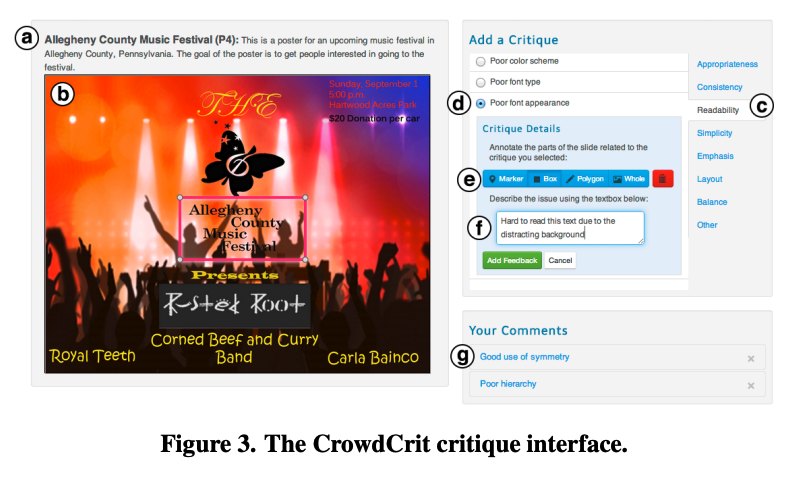 a
Allegheny County Music Festival (P4): This is a poster for an upcoming music festival in
Allegheny County, Pennsylvania. The goal of the poster is to get people interested in going to the
festival.
b
THE
Sunday, September 1
5:00 p.m.
Hartwood Acres Park
$20 Donation per car
Allegheny
County
Music
Festival
Presents
Rusted Root
Corned Beef and Curry
Band
Royal Teeth
Carla Bainco
Add a Critique
Poor color scheme
Poor font type
d
Poor font appearance
Appropriateness
Consistency
Readability
c
Simplicity
Emphasis
Layout
Balance
Other
Critique Details
Annotate the parts of the slide related to the
critique you selected:
e
Marker
Box
Polygon
Whole
Describe the issue using the textbox below:
f
Hard to read this text due to the
distracting background
Add Feedback
Cancel
Your Comments
g
Good use of symmetry
×
Poor hierarchy
×
Figure 3. The CrowdCrit critique interface.